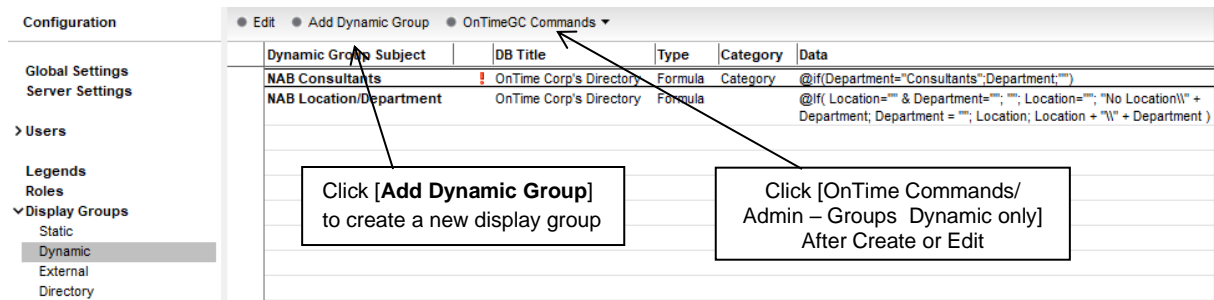 Configuration
Edit Add Dynamic Group OnTimeGC Commands
Global Settings
Server Settings
Users
Legends
Roles
Display Groups
Static
Dynamic
External
Directory
Dynamic Group Subject DB Title Type Category Data
NAB Consultants ! OnTime Corp's Directory Formula Category @if(Department="Consultants";Department;"")
NAB Location/Department OnTime Corp's Directory Formula @If( Location="" & Department=""; ""; Location=""; "No Location\\" +
Department; Department = ""; Location; Location + "\\" + Department )
Click [Add Dynamic Group]
to create a new display group
Click [OnTime Commands/
Admin – Groups Dynamic only]
After Create or Edit